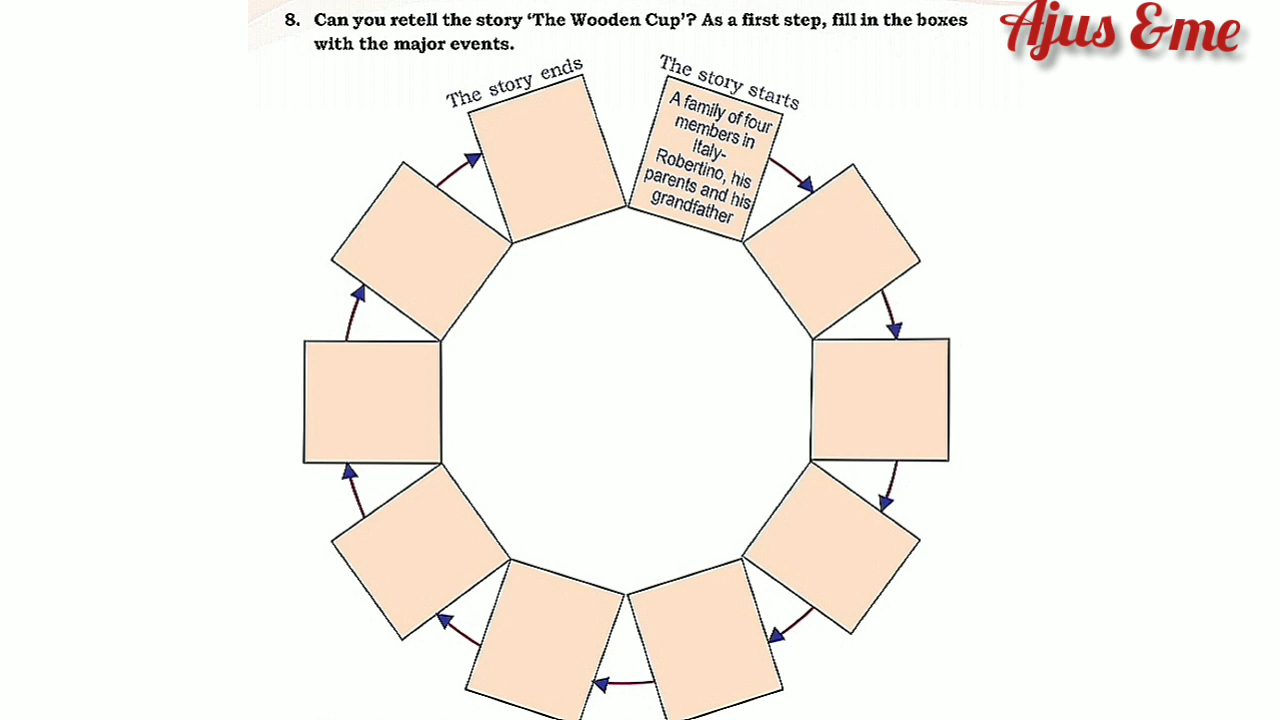 8. Can you retell the story ‘The Wooden Cup’? As a first step, fill in the boxes
with the major events.
Ajus &me
The story ends
The story starts
A family of four
members in
Italy-
Robertino, his
parents and his
grandfather